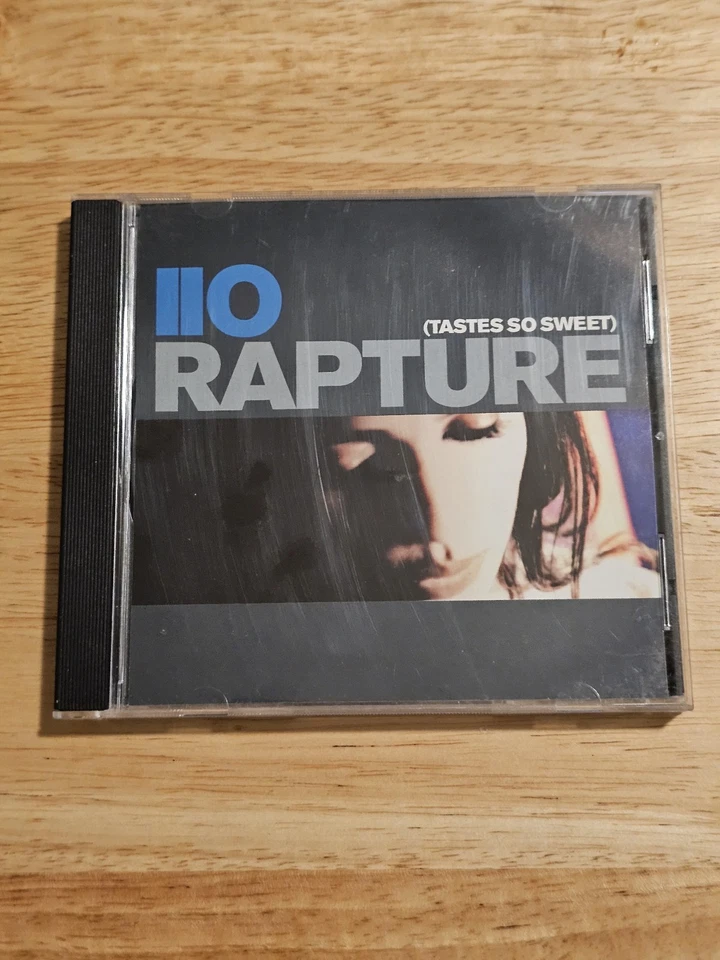 IIO
(TASTES SO SWEET)
RAPTURE